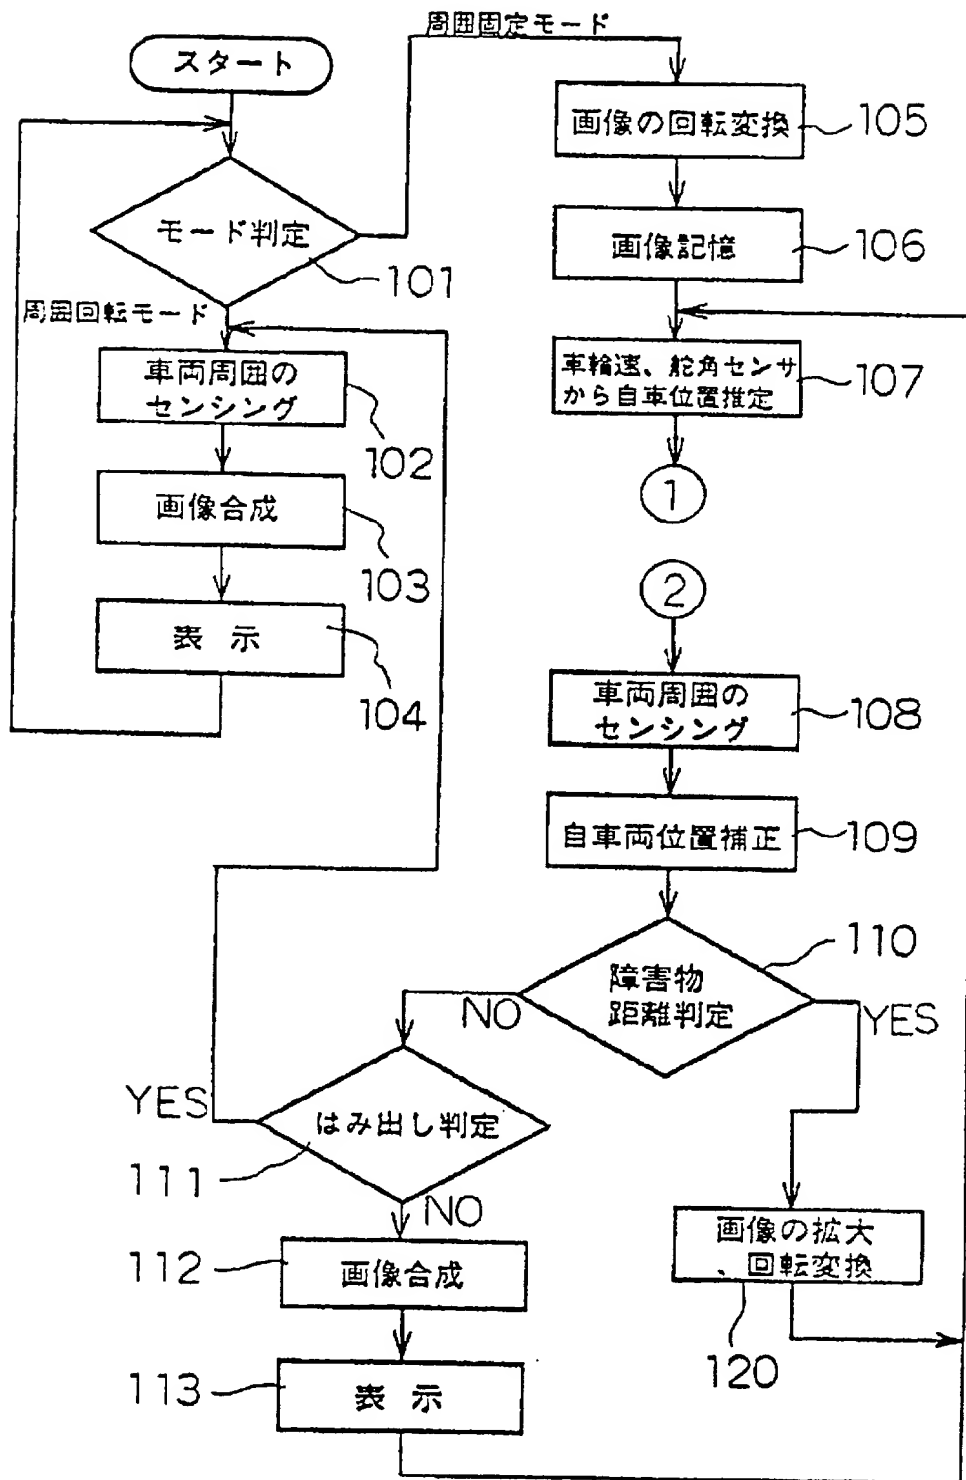 スタート
モード判定
101
周囲回転モード
車両周囲の
センシング
102
画像合成
103
表 示
104
周囲固定モード
画像の回転変換
105
画像記憶
106
車輪速、舵角センサ
から自車位置推定
107
1
2
車両周囲の
センシング
108
自車両位置補正
109
障害物
距離判定
110
NO
YES
はみ出し判定
111
YES
NO
画像合成
112
表 示
113
画像の拡大
、回転変換
120